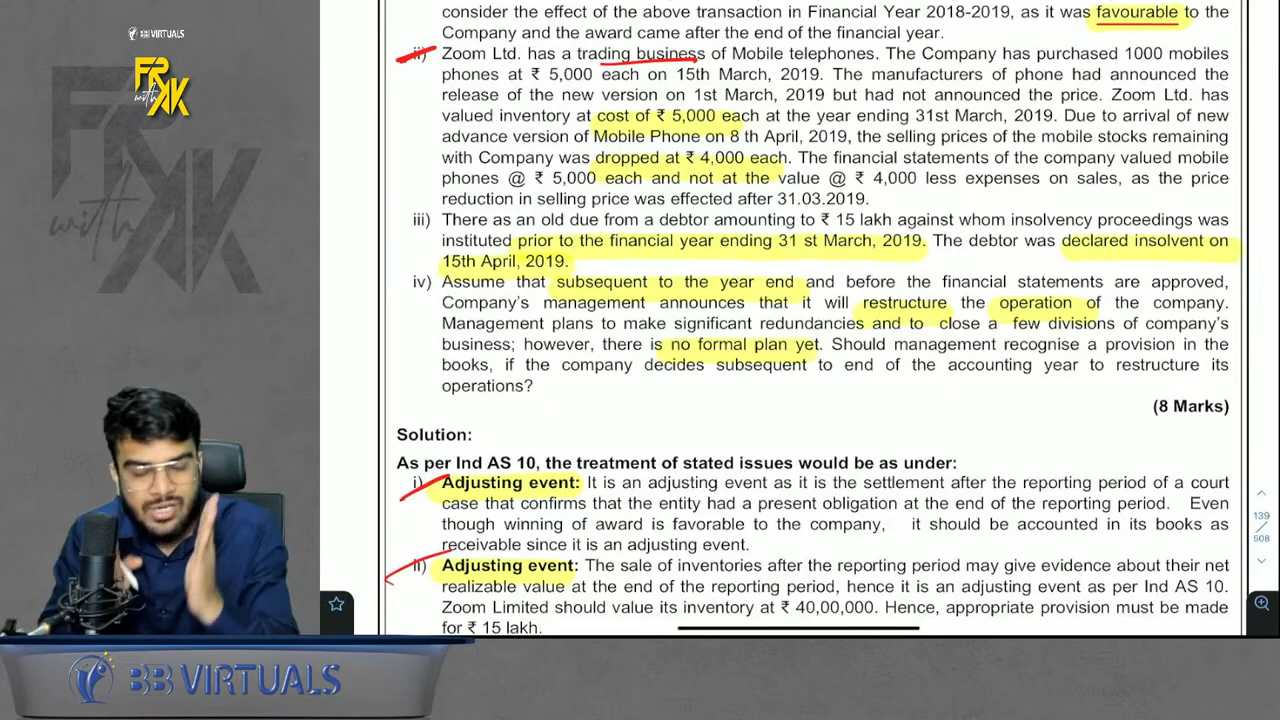 BB VIRTUALS
FR
with
AK
FR
with
AK
consider the effect of the above transaction in Financial Year 2018-2019, as it was favourable to the
Company and the award came after the end of the financial year.
ii) Zoom Ltd. has a trading business of Mobile telephones. The Company has purchased 1000 mobiles
phones at ₹ 5,000 each on 15th March, 2019. The manufacturers of phone had announced the
release of the new version on 1st March, 2019 but had not announced the price. Zoom Ltd. has
valued inventory at cost of ₹ 5,000 each at the year ending 31st March, 2019. Due to arrival of new
advance version of Mobile Phone on 8 th April, 2019, the selling prices of the mobile stocks remaining
with Company was dropped at ₹ 4,000 each. The financial statements of the company valued mobile
phones @ ₹ 5,000 each and not at the value @ ₹ 4,000 less expenses on sales, as the price
reduction in selling price was effected after 31.03.2019.
iii) There as an old due from a debtor amounting to ₹ 15 lakh against whom insolvency proceedings was
instituted prior to the financial year ending 31 st March, 2019. The debtor was declared insolvent on
15th April, 2019.
iv) Assume that subsequent to the year end and before the financial statements are approved,
Company's management announces that it will restructure the operation of the company.
Management plans to make significant redundancies and to close a few divisions of company's
business; however, there is no formal plan yet. Should management recognise a provision in the
books, if the company decides subsequent to end of the accounting year to restructure its
operations?
(8 Marks)
Solution:
As per Ind AS 10, the treatment of stated issues would be as under:
i) Adjusting event: It is an adjusting event as it is the settlement after the reporting period of a court
case that confirms that the entity had a present obligation at the end of the reporting period. Even
though winning of award is favorable to the company, it should be accounted in its books as
receivable since it is an adjusting event.
ii) Adjusting event: The sale of inventories after the reporting period may give evidence about their net
realizable value at the end of the reporting period, hence it is an adjusting event as per Ind AS 10.
Zoom Limited should value its inventory at ₹ 40,00,000. Hence, appropriate provision must be made
for ₹ 15 lakh.
139
508
BB VIRTUALS